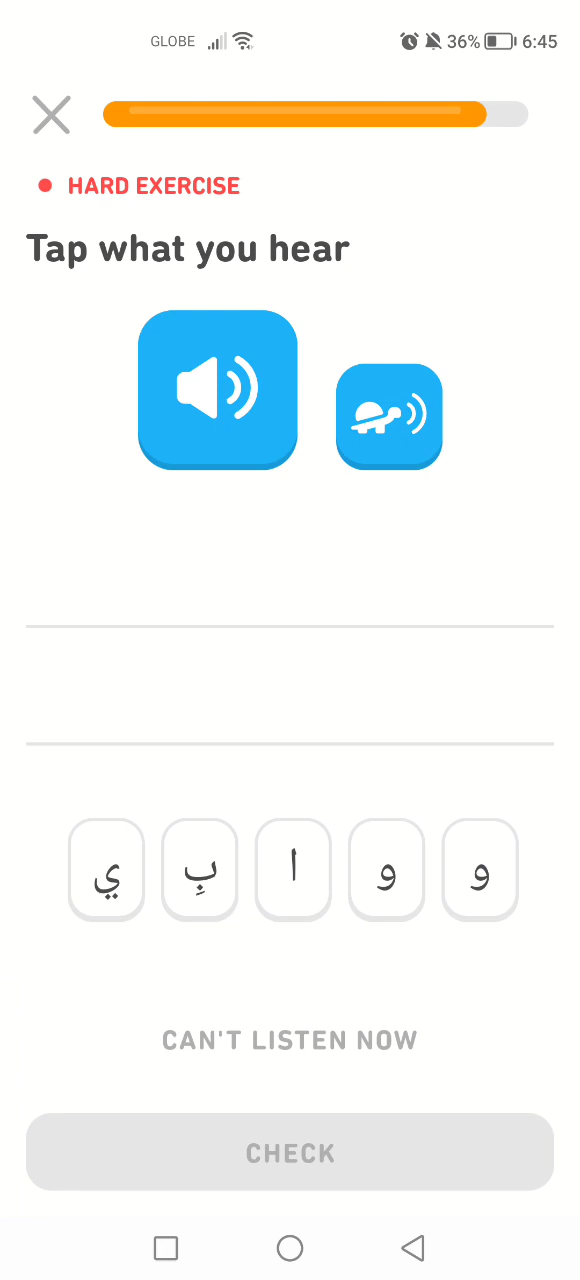 GLOBE 36% 6:45
HARD EXERCISE
Tap what you hear
ي بِ ا و و
CAN'T LISTEN NOW
CHECK